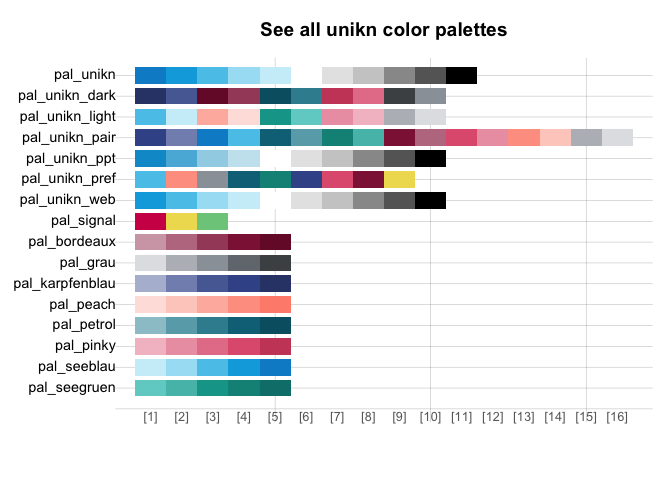 See all unikn color palettes
pal_unikn
pal_unikn_dark
pal_unikn_light
pal_unikn_pair
pal_unikn_ppt
pal_unikn_pref
pal_unikn_web
pal_signal
pal_bordeaux
pal_grau
pal_karpfenblau
pal_peach
pal_petrol
pal_pinky
pal_seeblau
pal_seegruen
[1] [2] [3] [4] [5] [6] [7] [8] [9] [10] [11] [12] [13] [14] [15] [16]